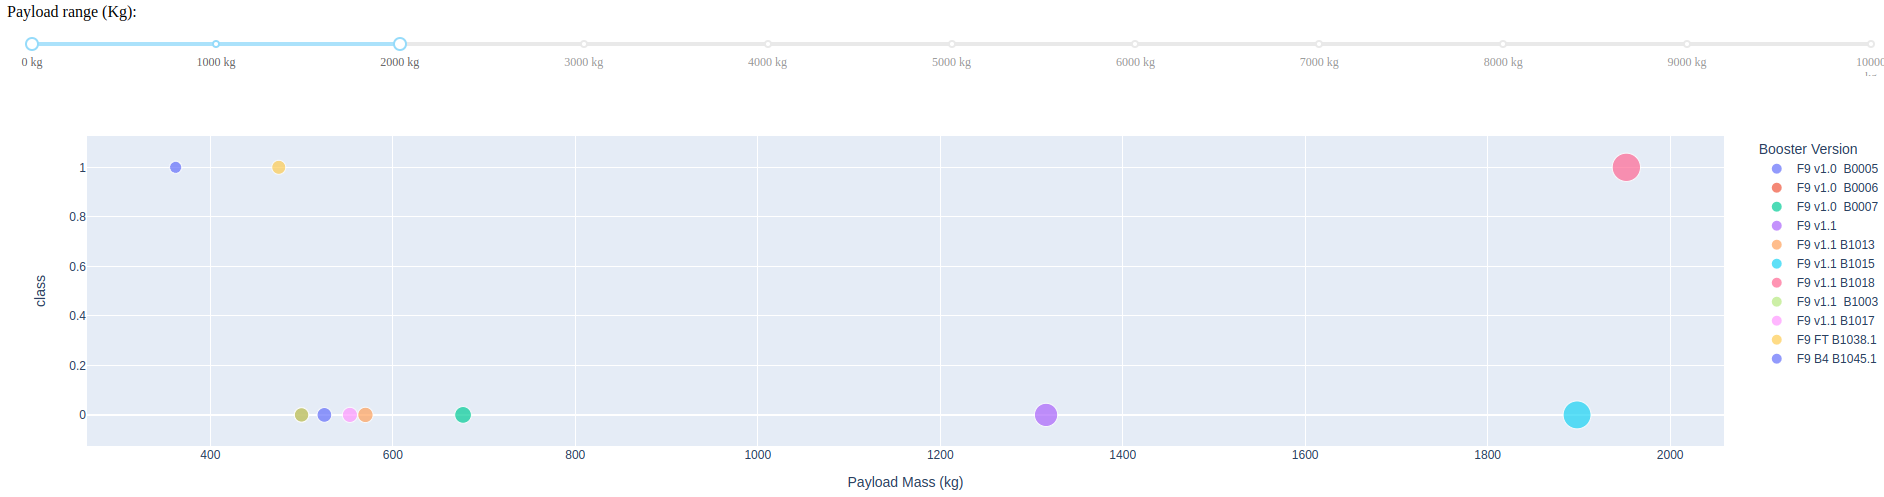 Payload range (Kg):
0 kg 1000 kg 2000 kg 3000 kg 4000 kg 5000 kg 6000 kg 7000 kg 8000 kg 9000 kg 10000
kg
Booster Version
F9 v1.0  B0005
F9 v1.0  B0006
F9 v1.0  B0007
F9 v1.1
F9 v1.1 B1013
F9 v1.1 B1015
F9 v1.1 B1018
F9 v1.1  B1003
F9 v1.1 B1017
F9 FT B1038.1
F9 B4 B1045.1
1
0.8
0.6
0.4
0.2
0
class
400 600 800 1000 1200 1400 1600 1800 2000
Payload Mass (kg)